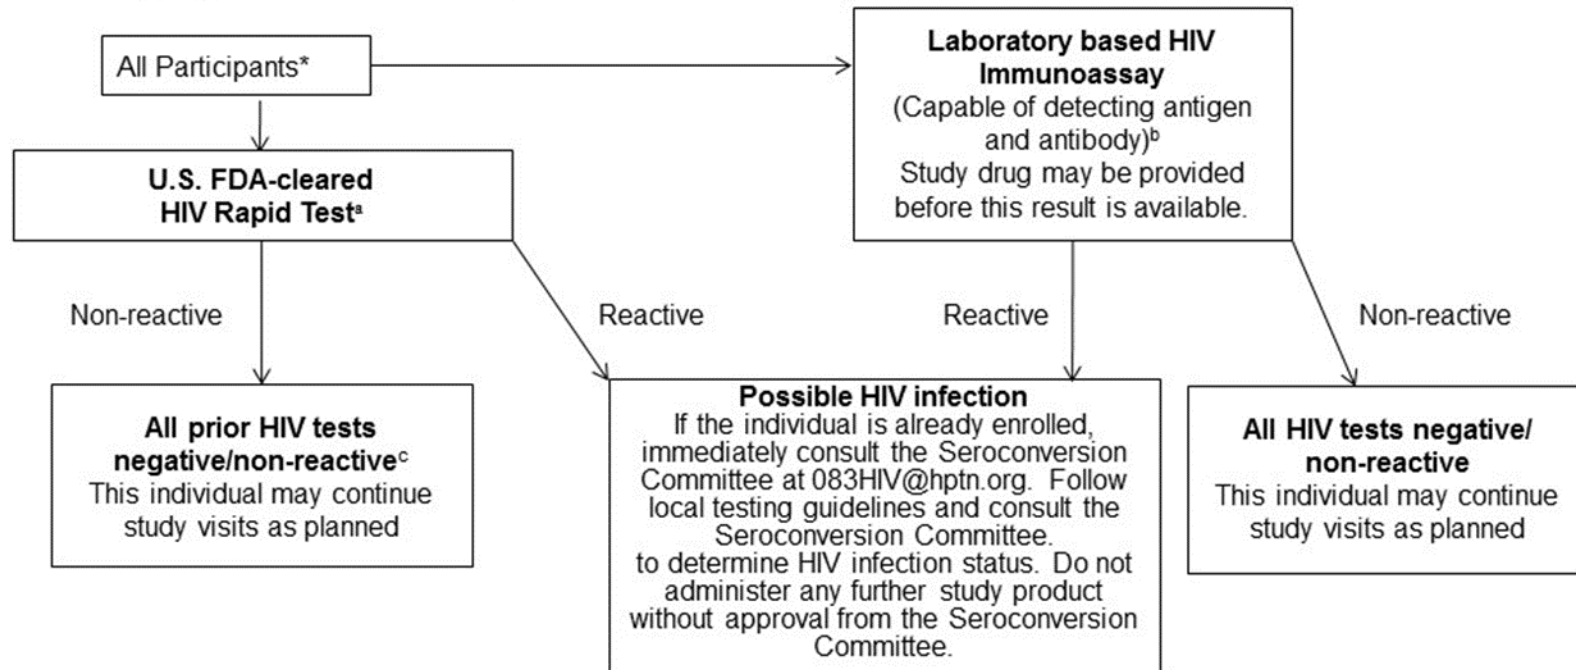 All Participants*
Laboratory based HIV
Immunoassay
(Capable of detecting antigen
and antibody)ᵇ
Study drug may be provided
before this result is available.
U.S. FDA-cleared
HIV Rapid Testᵃ
Non-reactive
Reactive
Reactive
Non-reactive
All prior HIV tests
negative/non-reactiveᶜ
This individual may continue
study visits as planned
Possible HIV infection
If the individual is already enrolled,
immediately consult the Seroconversion
Committee at 083HIV@hptn.org. Follow
local testing guidelines and consult the
Seroconversion Committee.
to determine HIV infection status. Do not
administer any further study product
without approval from the Seroconversion
Committee.
All HIV tests negative/
non-reactive
This individual may continue
study visits as planned